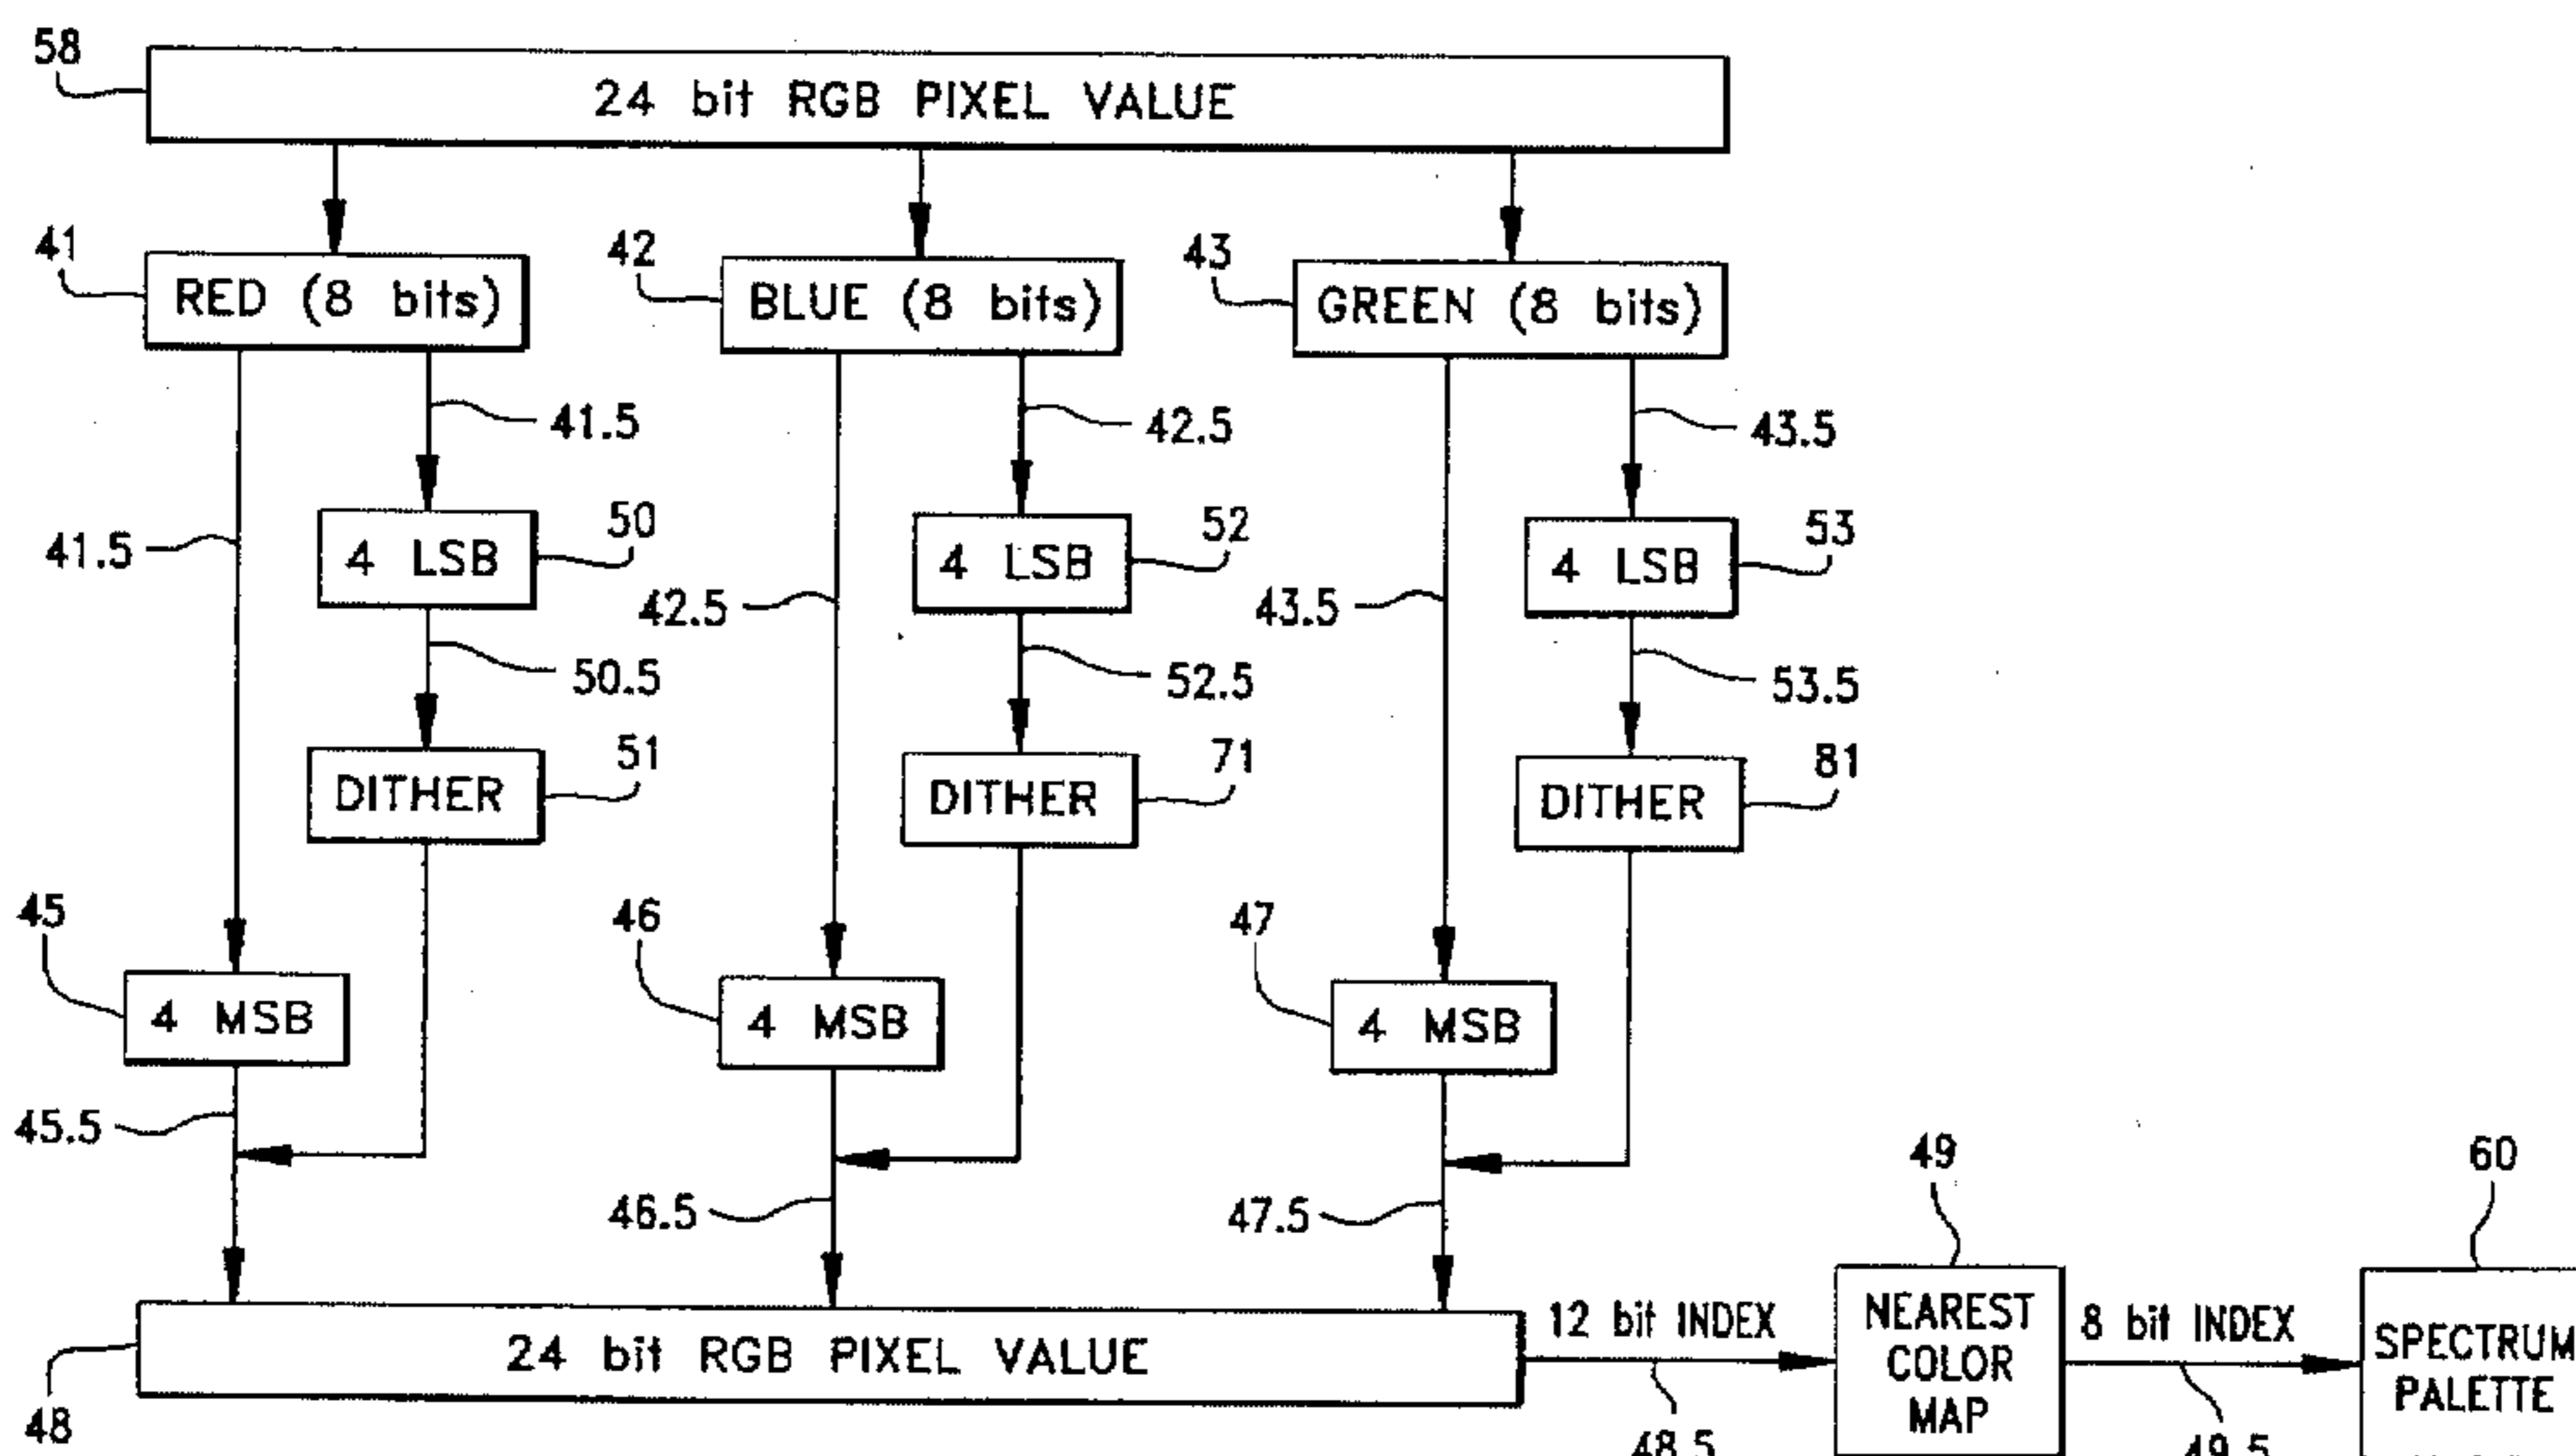 58
24 bit RGB PIXEL VALUE
41
RED (8 bits)
42
BLUE (8 bits)
43
GREEN (8 bits)
41.5
42.5
43.5
41.5
4 LSB
50
42.5
4 LSB
52
43.5
4 LSB
53
50.5
52.5
53.5
DITHER
51
DITHER
71
DITHER
81
45
4 MSB
46
4 MSB
47
4 MSB
45.5
46.5
47.5
49
60
48
24 bit RGB PIXEL VALUE
12 bit INDEX
48.5
NEAREST
COLOR
MAP
8 bit INDEX
49.5
SPECTRUM
PALETTE